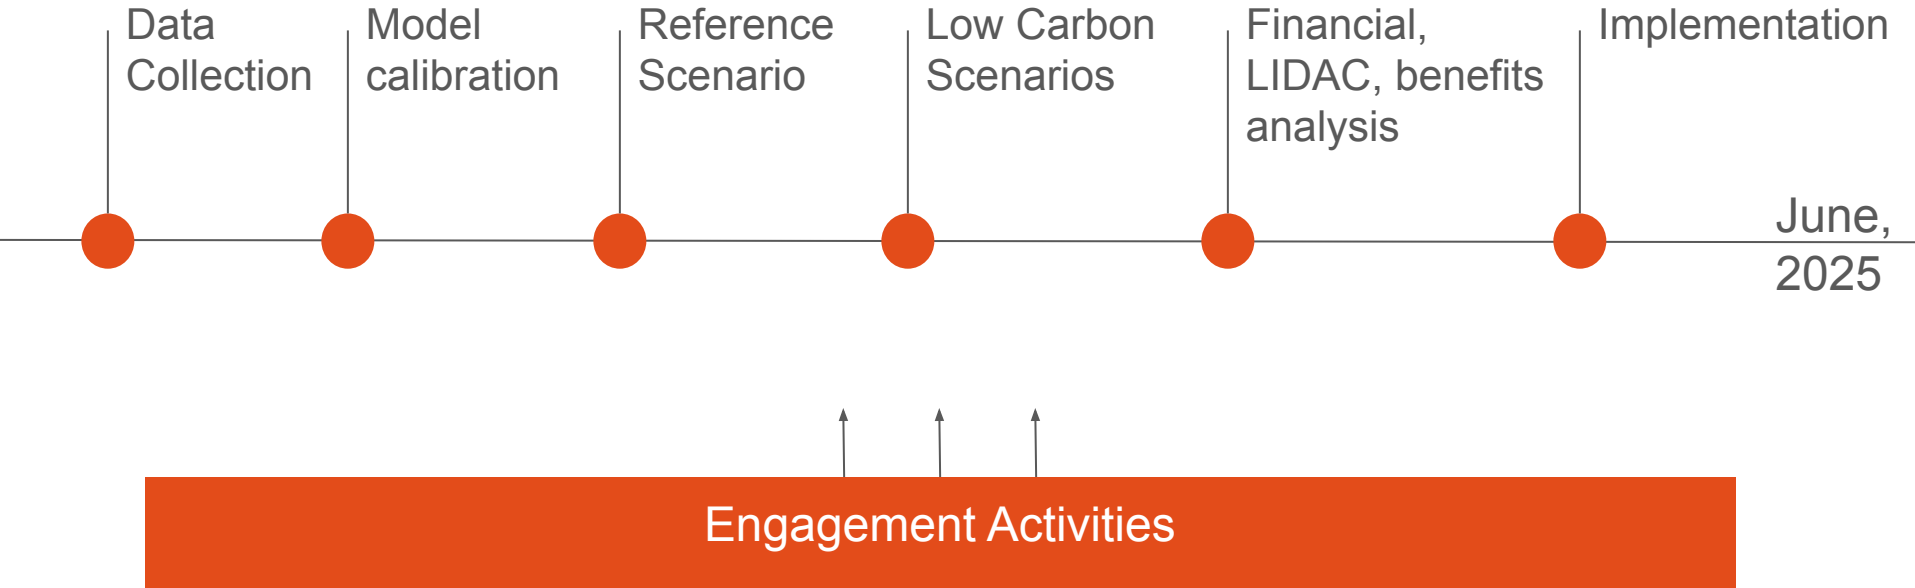 Data
Collection
Model
calibration
Reference
Scenario
Low Carbon
Scenarios
Financial,
LIDAC, benefits
analysis
Implementation
June,
2025
Engagement Activities